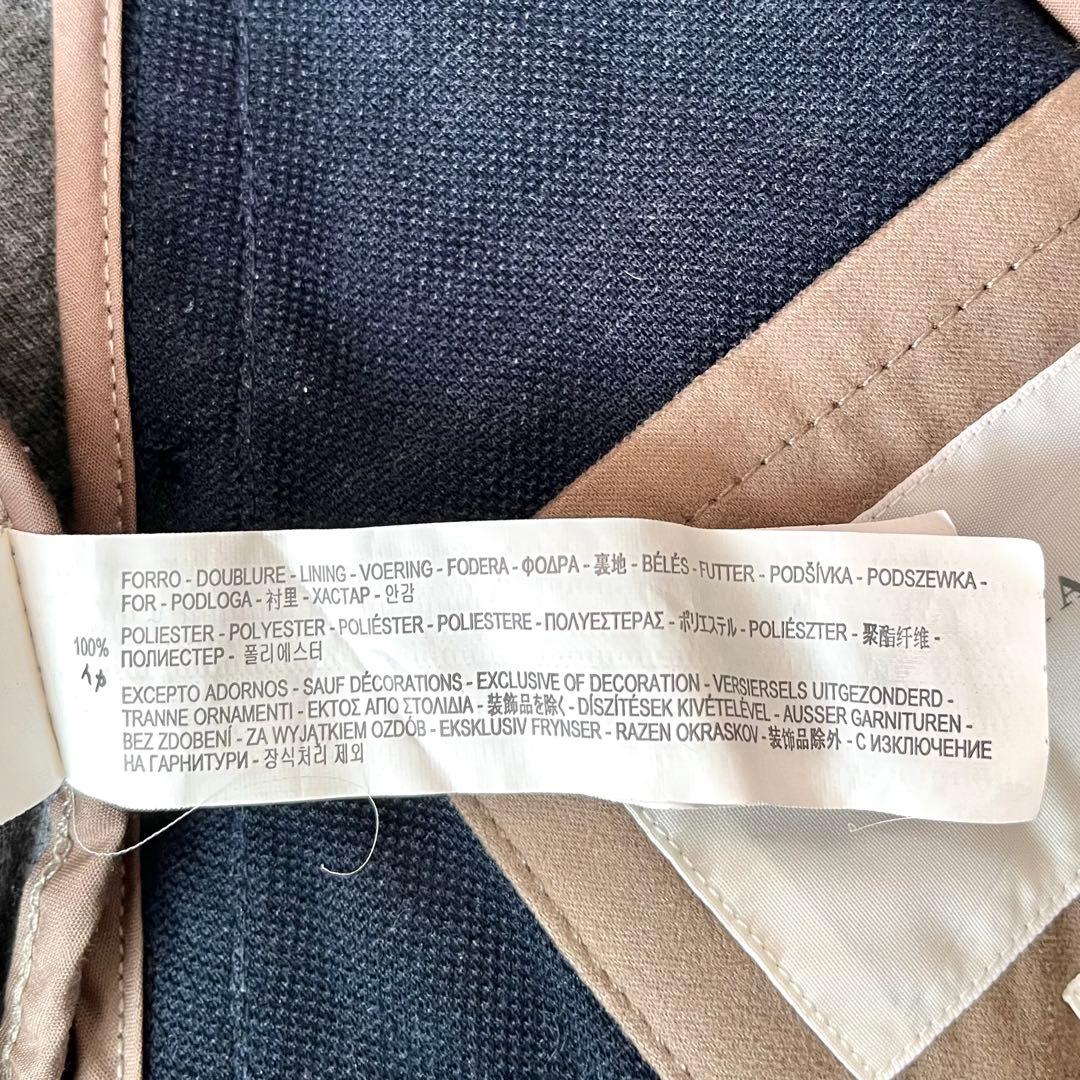 FORRO - DOUBLURE - LINING - VOERING - FODERA - ΦΟΔΡΑ - 裏地 - BÉLÉS - FUTTER - PODŠÍVKA - PODSZEWKA -
FOR - PODLOGA - 衬里 - ХАСТАР - 안감
100%
POLIESTER - POLYESTER - POLIÉSTER - POLIESTERE - ΠΟΛΥΕΣΤΕΡΑΣ - ポリエステル - POLIÉSZTER - 聚酯纤维 -
ПОЛИЕСТЕР - 폴리에스터
EXCEPTO ADORNOS - SAUF DÉCORATIONS - EXCLUSIVE OF DECORATION - VERSIERSELS UITGEZONDERD -
TRANNE ORNAMENTI - ΕΚΤΟΣ ΑΠΟ ΣΤΟΛΙΔΙΑ - 装飾品を除く - DÍSZÍTÉSEK KIVÉTELÉVEL - AUSSER GARNITUREN -
BEZ ZDOBENÍ - ZA WYJĄTKIEM OZDÓB - EKSKLUSIV FRYNSER - RAZEN OKRASKOV - 装饰品除外 - С ИЗКЛЮЧЕНИЕ
НА ГАРНИТУРИ - 장식처리 제외
A